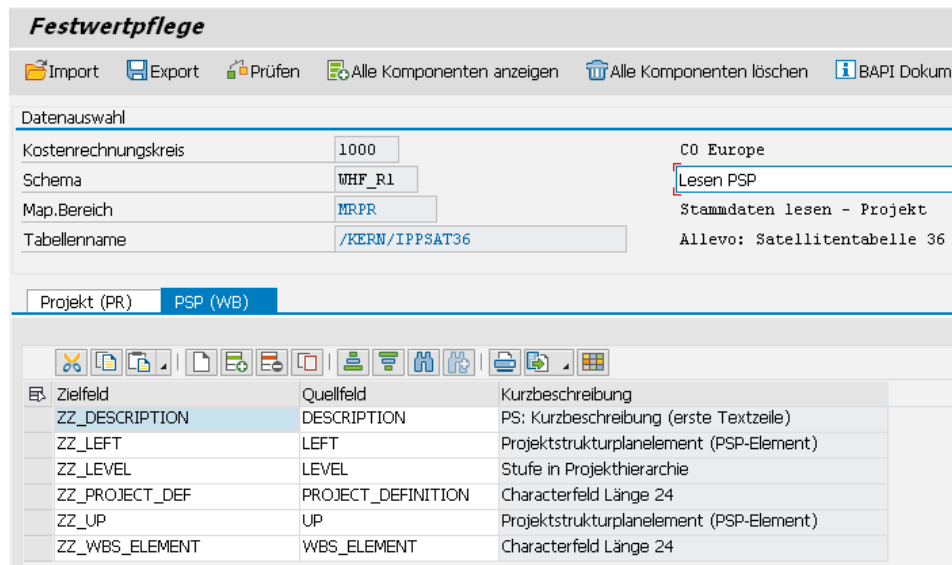 Festwertpflege
Import Export Prüfen Alle Komponenten anzeigen Alle Komponenten löschen BAPI Dokum
Datenauswahl
Kostenrechnungskreis 1000 CO Europe
Schema WHF_R1 Lesen PSP
Map.Bereich MRPR Stammdaten lesen - Projekt
Tabellenname /KERN/IPPSAT36 Allevo: Satellitentabelle 36
Projekt (PR) PSP (WB)
Zielfeld Quellfeld Kurzbeschreibung
ZZ_DESCRIPTION DESCRIPTION PS: Kurzbeschreibung (erste Textzeile)
ZZ_LEFT LEFT Projektstrukturplanelement (PSP-Element)
ZZ_LEVEL LEVEL Stufe in Projekthierarchie
ZZ_PROJECT_DEF PROJECT_DEFINITION Characterfeld Länge 24
ZZ_UP UP Projektstrukturplanelement (PSP-Element)
ZZ_WBS_ELEMENT WBS_ELEMENT Characterfeld Länge 24